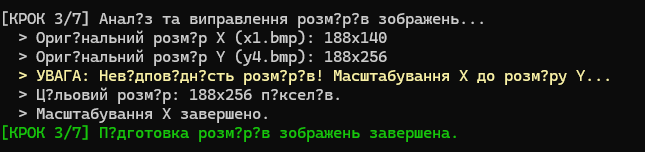 [КРОК 3/7] Анал?з та виправлення розм?р?в зображень...
> Ориг?нальний розм?р X (x1.bmp): 188x140
> Ориг?нальний розм?р Y (y4.bmp): 188x256
> УВАГА: Нев?дпов?дн?сть розм?р?в! Масштабування X до розм?ру Y...
> Ц?льовий розм?р: 188x256 п?ксел?в.
> Масштабування X завершено.
[КРОК 3/7] П?дготовка розм?р?в зображень завершена.